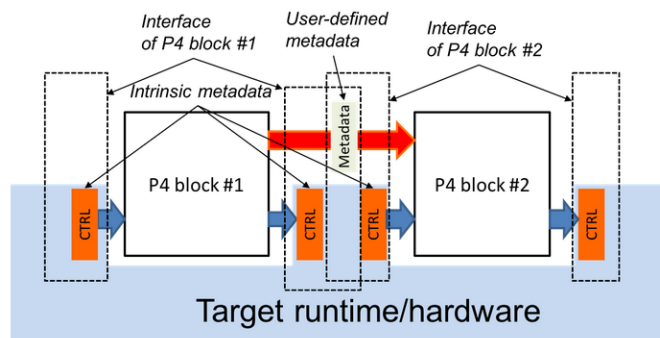 Interface
of P4 block #1
User-defined
metadata
Interface
of P4 block #2
Intrinsic metadata
Metadata
P4 block #1
P4 block #2
CTRL
CTRL
CTRL
CTRL
Target runtime/hardware